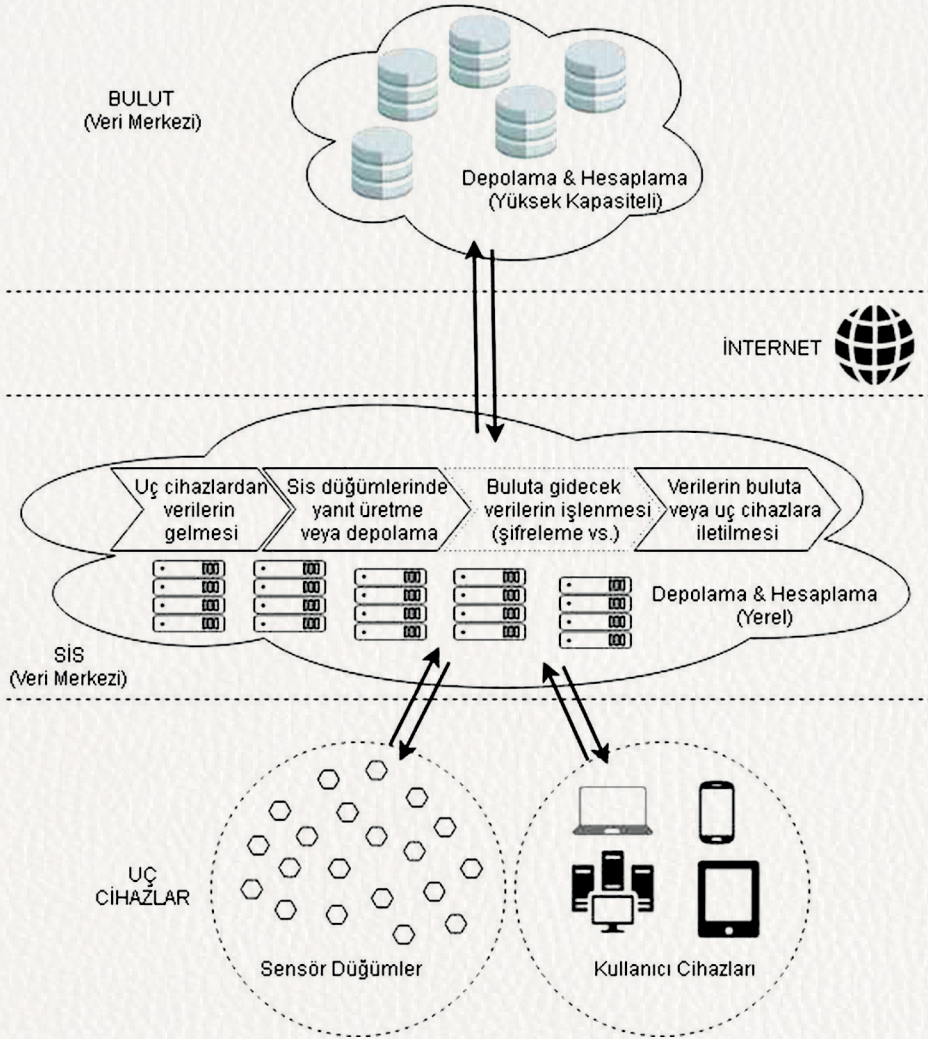 BULUT
(Veri Merkezi)
Depolama & Hesaplama
(Yüksek Kapasiteli)
İNTERNET
Uç cihazlardan
verilerin
gelmesi
Sis düğümlerinde
yanıt üretme
veya depolama
Buluta gidecek
verilerin işlenmesi
(şifreleme vs.)
Verilerin buluta
veya uç cihazlara
iletilmesi
Depolama & Hesaplama
(Yerel)
SİS
(Veri Merkezi)
UÇ
CİHAZLAR
Sensör Düğümler
Kullanıcı Cihazları